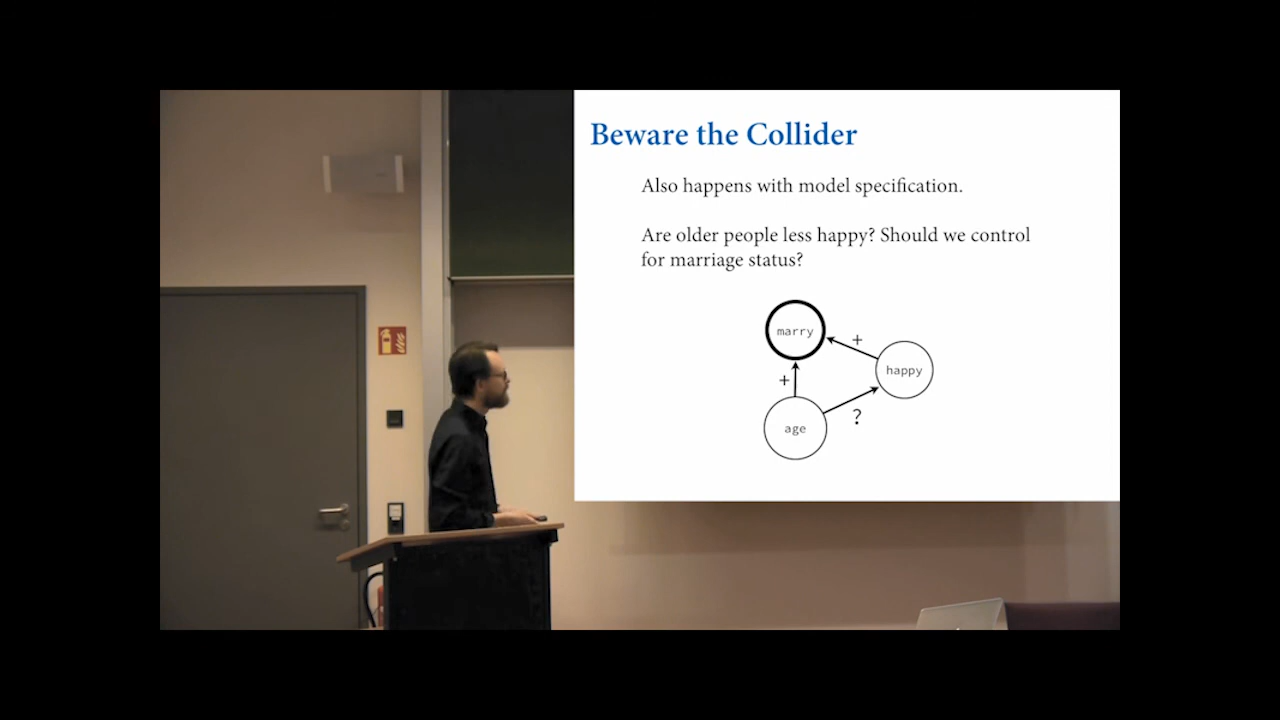 Beware the Collider
Also happens with model specification.
Are older people less happy? Should we control
for marriage status?
marry
+
happy
+
age
?